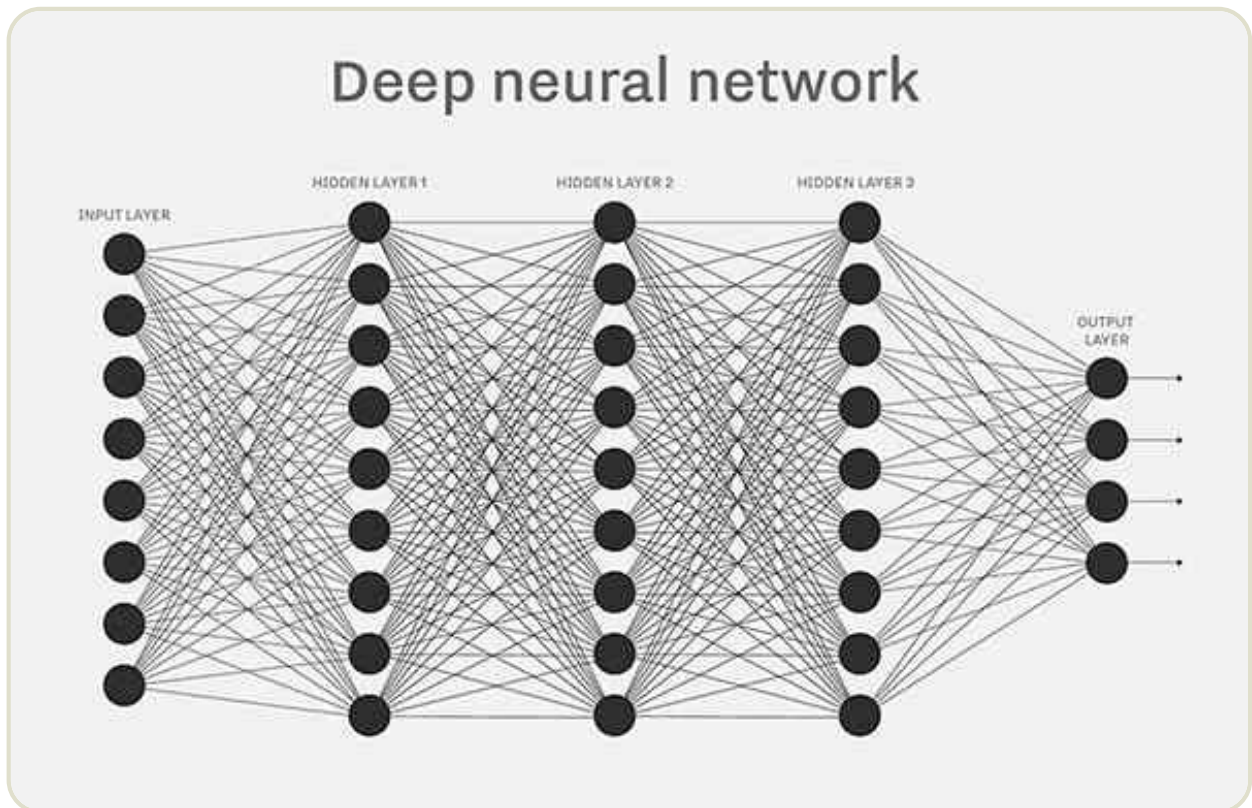 Deep neural network
HIDDEN LAYER 1
HIDDEN LAYER 2
HIDDEN LAYER 3
INPUT LAYER
OUTPUT
LAYER